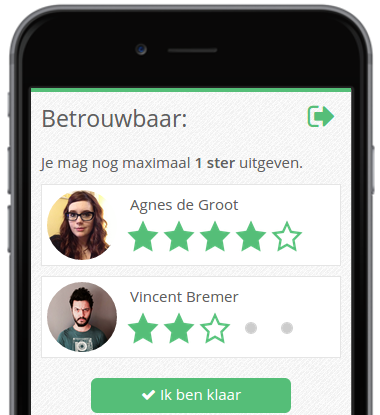 Betrouwbaar:
Je mag nog maximaal 1 ster uitgeven.
Agnes de Groot
Vincent Bremer
Ik ben klaar